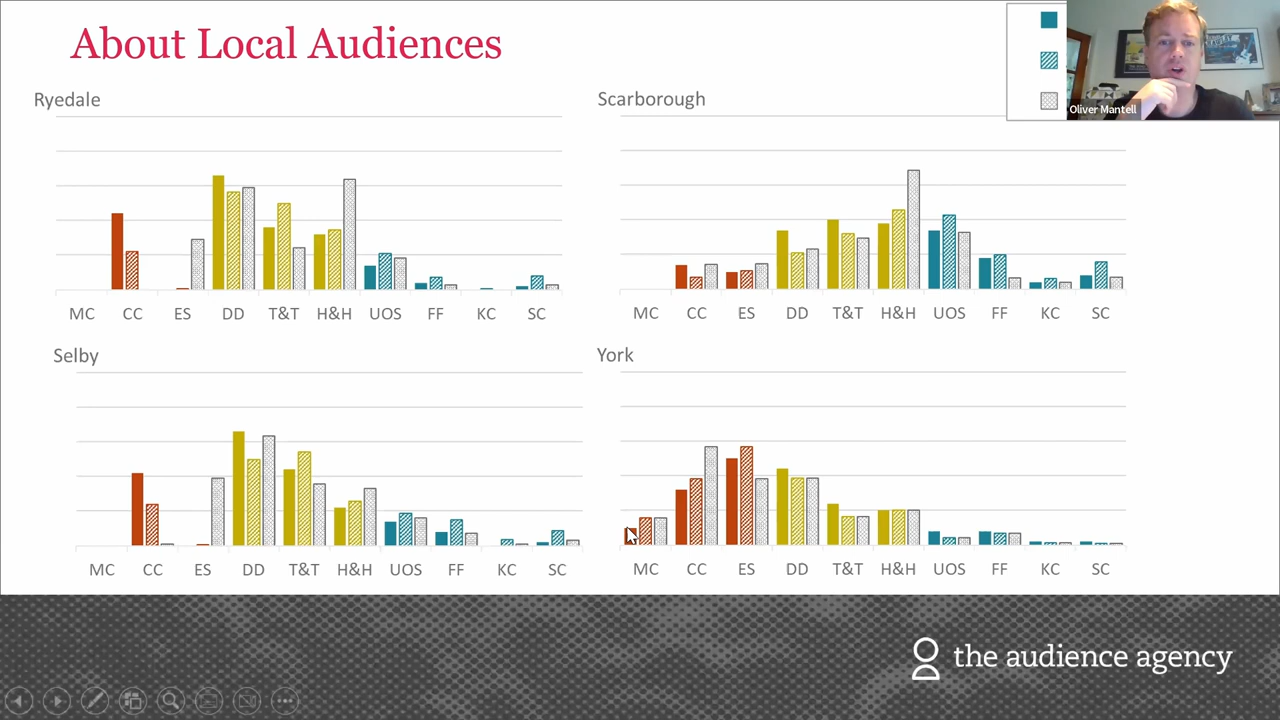 About Local Audiences
Oliver Mantell
Ryedale
MC CC ES DD T&T H&H UOS FF KC SC
Scarborough
MC CC ES DD T&T H&H UOS FF KC SC
Selby
MC CC ES DD T&T H&H UOS FF KC SC
York
MC CC ES DD T&T H&H UOS FF KC SC
the audience agency